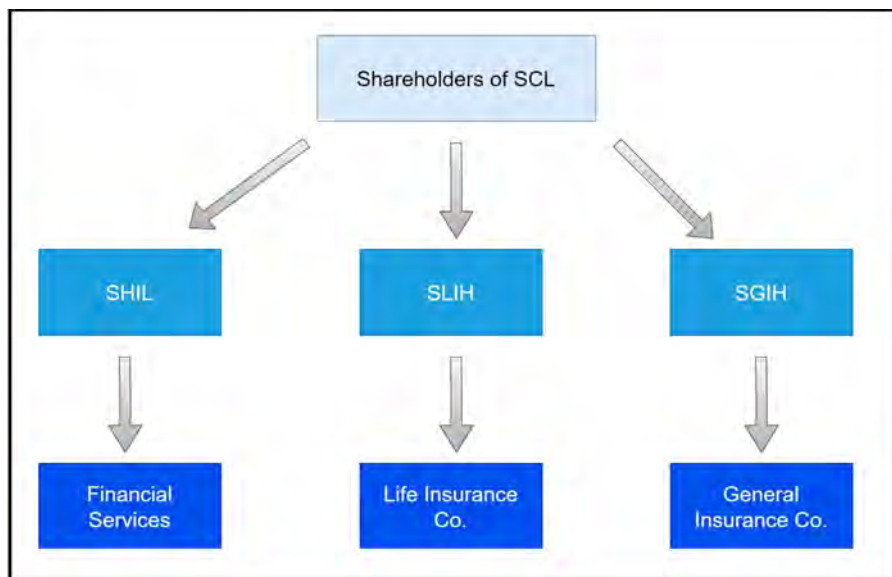 Shareholders of SCL
SHIL
SLIH
SGIH
Financial
Services
Life Insurance
Co.
General
Insurance Co.